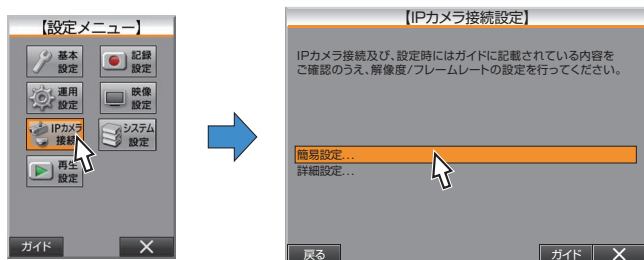 【設定メニュー】
基本
設定
記録
設定
運用
設定
映像
設定
IPカメラ
接続
システム
設定
再生
設定
ガイド
【IPカメラ接続設定】
IPカメラ接続及び、設定時にはガイドに記載されている内容を
ご確認のうえ、解像度/フレームレートの設定を行ってください。
簡易設定...
詳細設定...
戻る
ガイド